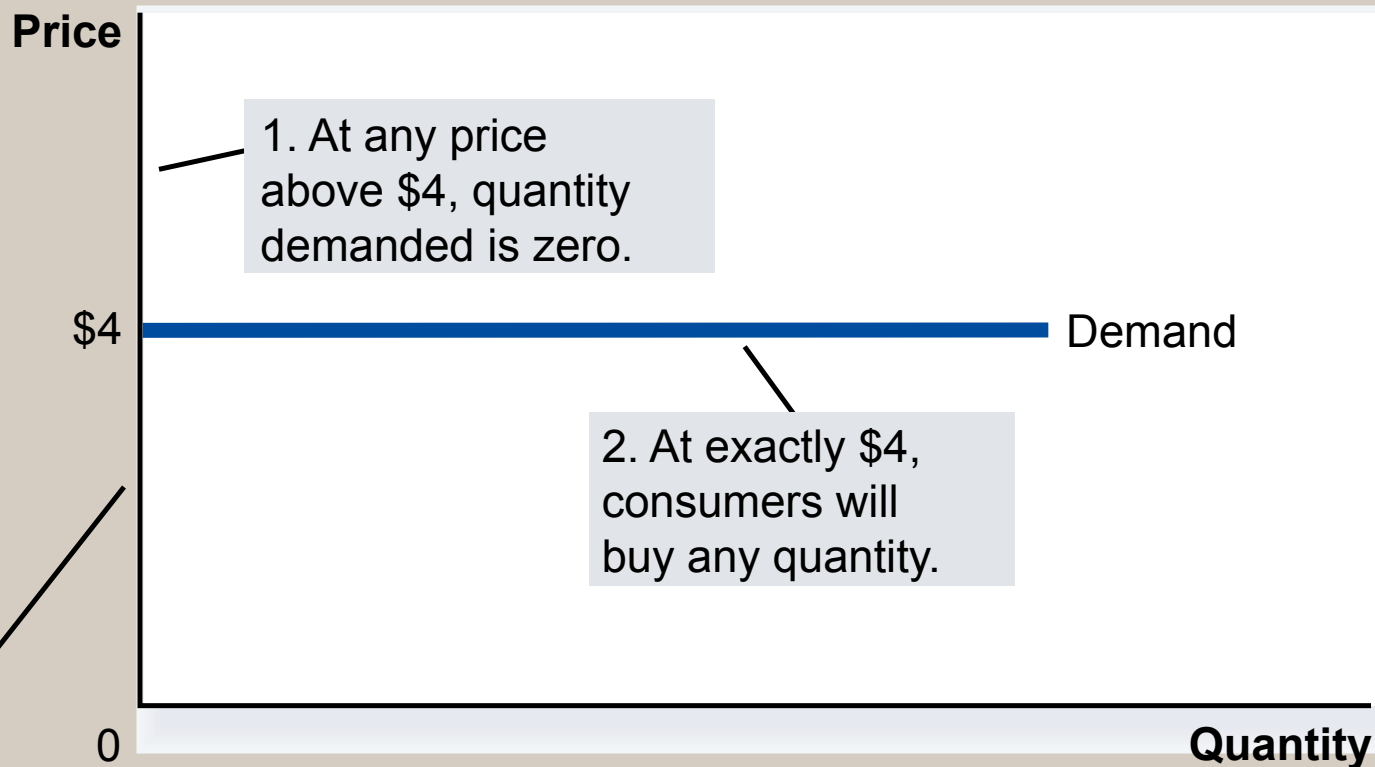 Price
1. At any price
above $4, quantity
demanded is zero.
$4
Demand
2. At exactly $4,
consumers will
buy any quantity.
0
Quantity